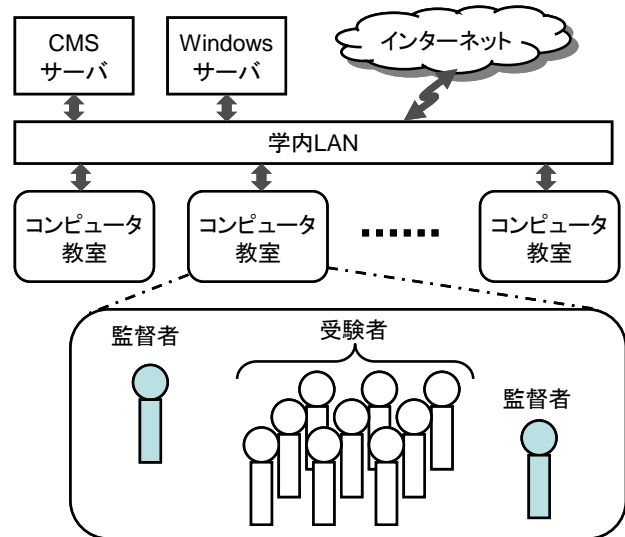 CMS
サーバ
Windows
サーバ
インターネット
学内LAN
コンピュータ
教室
コンピュータ
教室
コンピュータ
教室
監督者
受験者
監督者